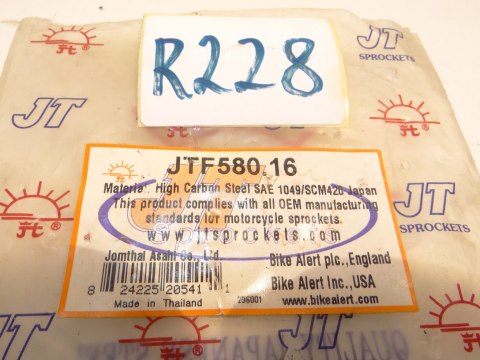 R228
JT
SPROCKETS
JT
JT
JTF580.16
Material: High Carbon Steel SAE 1049/SCM420 Japan
This product complies with all OEM manufacturing
standards for motorcycle sprockets.
www.jtsprockets.com
Jomthai Asahi Co., Ltd.
Bike Alert plc.,England
8 24225 20541 1
Bike Alert Inc.,USA
Made in Thailand
296001
www.bikealert.com
JT
JT